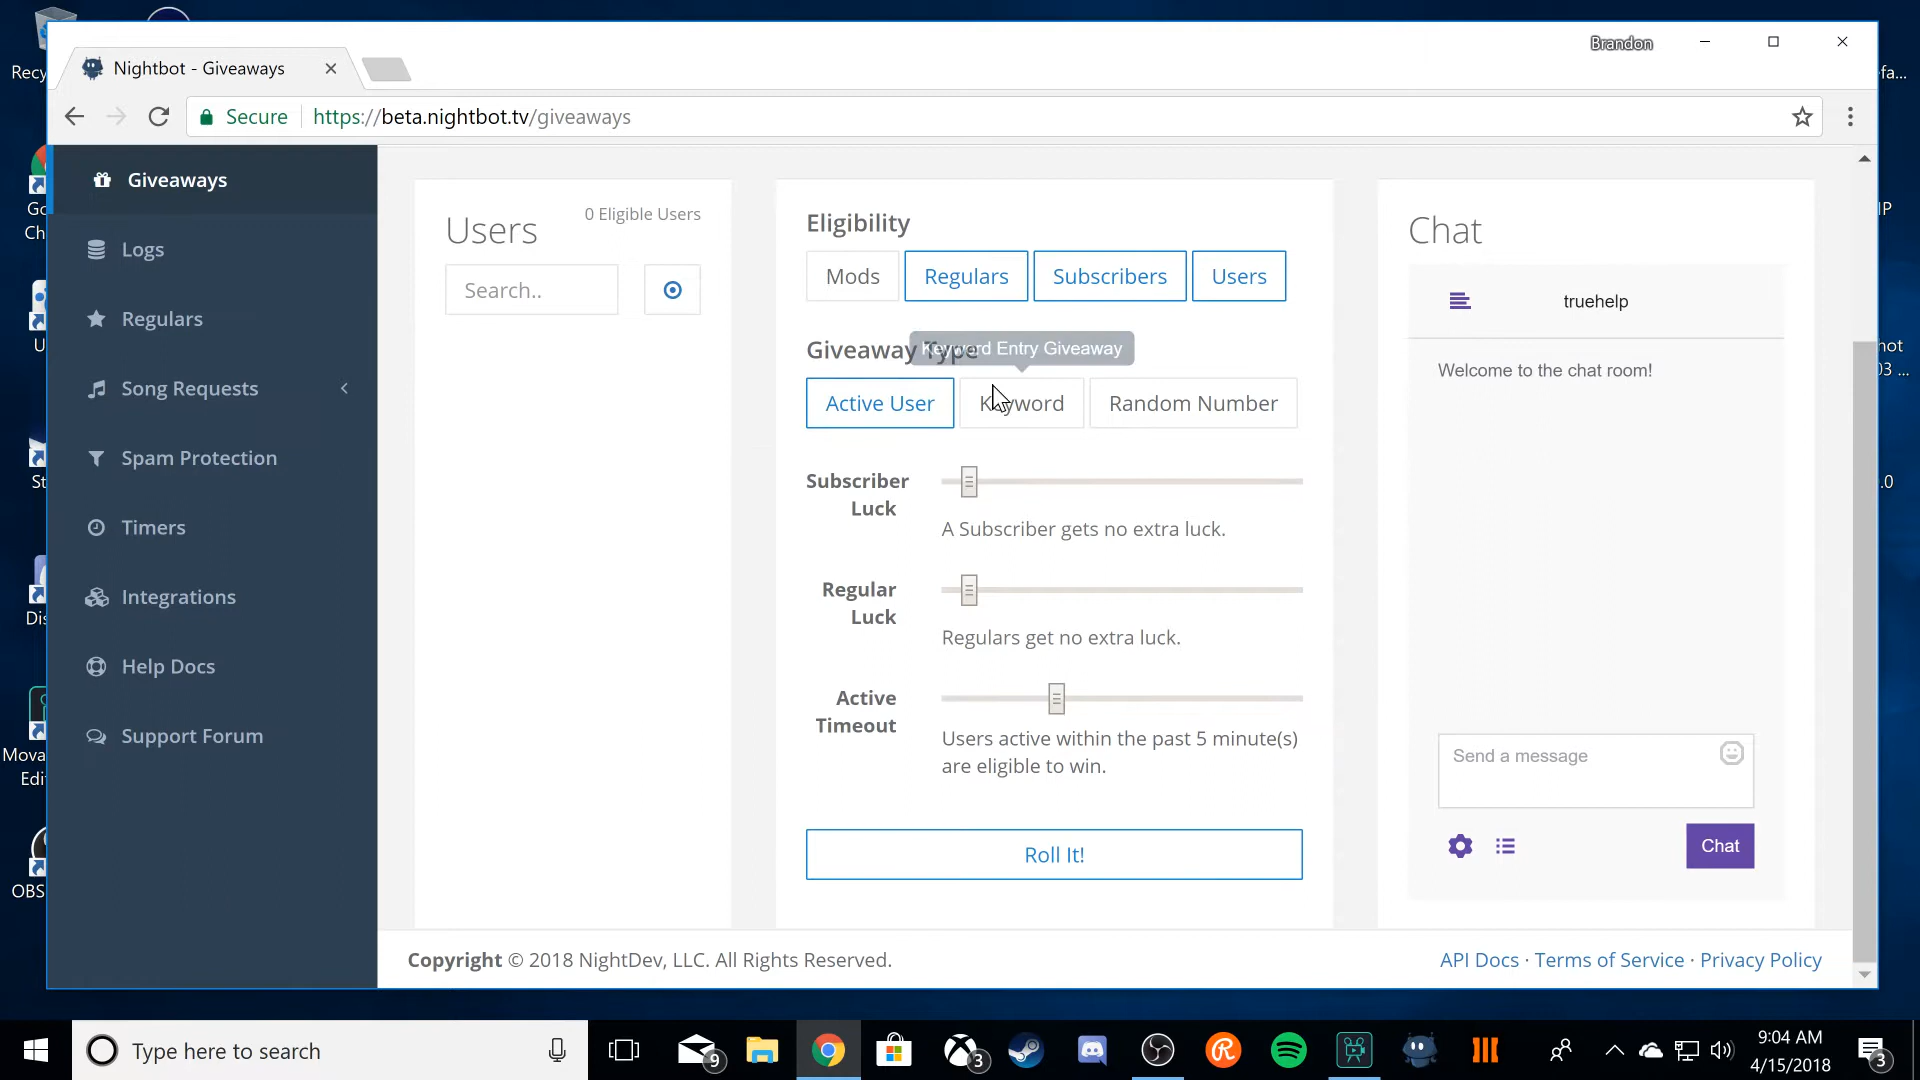 Brandon
Nightbot - Giveaways
Secure https://beta.nightbot.tv/giveaways
Giveaways
Logs
Regulars
Song Requests
Spam Protection
Timers
Integrations
Help Docs
Support Forum
Users
0 Eligible Users
Search..
Eligibility
Mods Regulars Subscribers Users
Giveaway Type
Keyword Entry Giveaway
Active User Keyword Random Number
Subscriber
Luck
A Subscriber gets no extra luck.
Regular
Luck
Regulars get no extra luck.
Active
Timeout
Users active within the past 5 minute(s)
are eligible to win.
Roll It!
Chat
truehelp
Welcome to the chat room!
Send a message
Chat
Copyright © 2018 NightDev, LLC. All Rights Reserved.
API Docs · Terms of Service · Privacy Policy
Type here to search
9
3
9:04 AM
4/15/2018
3